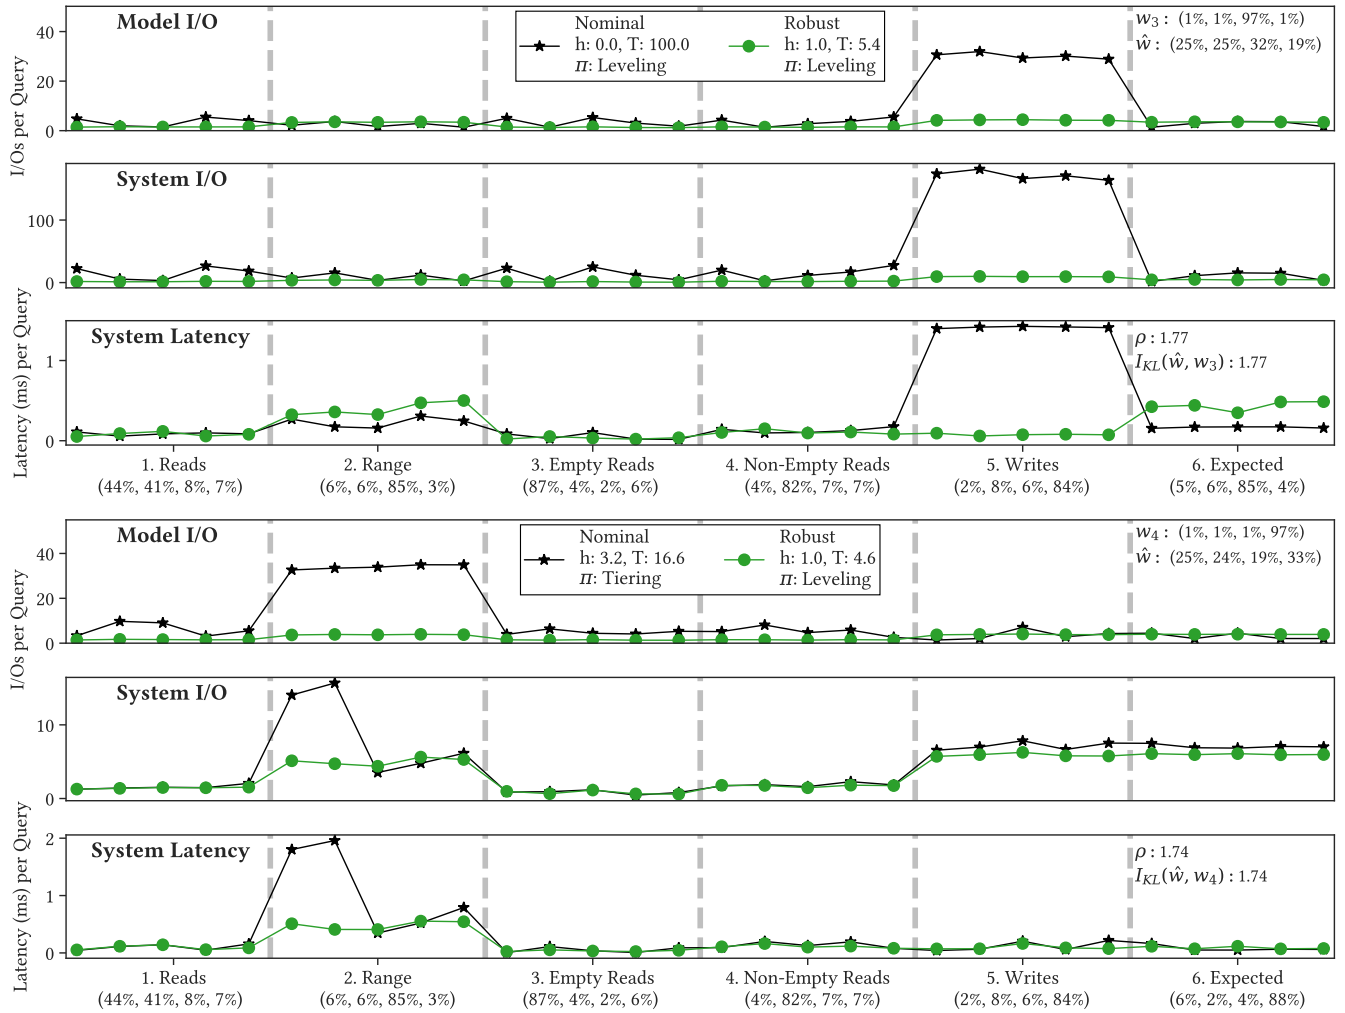 Model I/O
Nominal
h: 0.0, T: 100.0
π: Leveling
Robust
h: 1.0, T: 5.4
π: Leveling
w3 : (1%, 1%, 97%, 1%)
ŵ : (25%, 25%, 32%, 19%)
I/Os per Query
40
20
0
System I/O
100
0
System Latency
ρ : 1.77
IKL(ŵ, w3) : 1.77
Latency (ms) per Query
1
0
1. Reads
(44%, 41%, 8%, 7%)
2. Range
(6%, 6%, 85%, 3%)
3. Empty Reads
(87%, 4%, 2%, 6%)
4. Non-Empty Reads
(4%, 82%, 7%, 7%)
5. Writes
(2%, 8%, 6%, 84%)
6. Expected
(5%, 6%, 85%, 4%)
Model I/O
Nominal
h: 3.2, T: 16.6
π: Tiering
Robust
h: 1.0, T: 4.6
π: Leveling
w4 : (1%, 1%, 1%, 97%)
ŵ : (25%, 24%, 19%, 33%)
I/Os per Query
40
20
0
System I/O
10
0
System Latency
ρ : 1.74
IKL(ŵ, w4) : 1.74
Latency (ms) per Query
2
1
0
1. Reads
(44%, 41%, 8%, 7%)
2. Range
(6%, 6%, 85%, 3%)
3. Empty Reads
(87%, 4%, 2%, 6%)
4. Non-Empty Reads
(4%, 82%, 7%, 7%)
5. Writes
(2%, 8%, 6%, 84%)
6. Expected
(6%, 2%, 4%, 88%)